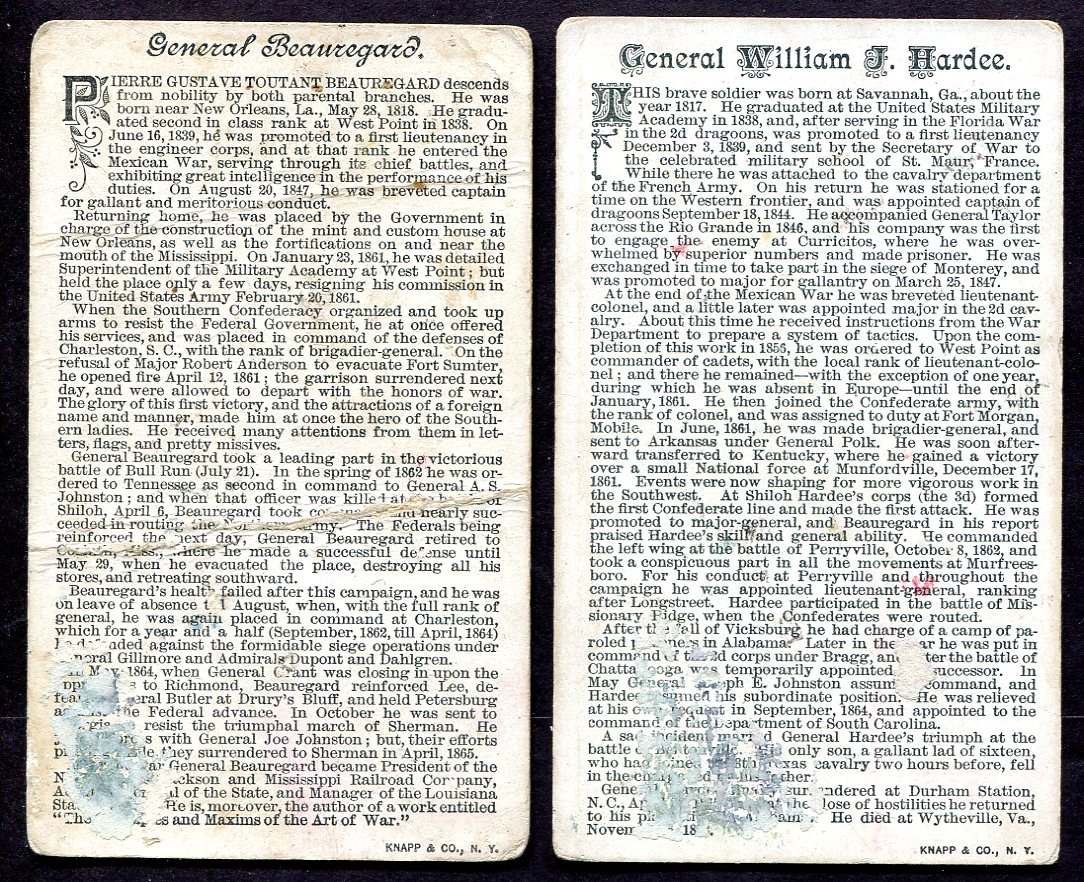 General Beauregard.
PIERRE GUSTAVE TOUTANT BEAUREGARD descends
from nobility by both parental branches. He was
born near New Orleans, La., May 28, 1818. He gradu-
ated second in class rank at West Point in 1838. On
June 16, 1839, he was promoted to a first lieutenancy in
the engineer corps, and at that rank he entered the
Mexican War, serving through its chief battles, and
exhibiting great intelligence in the performance of his
duties. On August 20, 1847, he was breveted captain
for gallant and meritorious conduct.
Returning home, he was placed by the Government in
charge of the construction of the mint and custom house at
New Orleans, as well as the fortifications on and near the
mouth of the Mississippi. On January 23, 1861, he was detailed
Superintendent of the Military Academy at West Point; but
held the place only a few days, resigning his commission in
the United States Army February 20, 1861.
When the Southern Confederacy organized and took up
arms to resist the Federal Government, he at once offered
his services, and was placed in command of the defenses of
Charleston, S. C., with the rank of brigadier-general. On the
refusal of Major Robert Anderson to evacuate Fort Sumter,
he opened fire April 12, 1861; the garrison surrendered next
day, and were allowed to depart with the honors of war.
The glory of this first victory, and the attractions of a foreign
name and manner, made him at once the hero of the South-
ern ladies. He received many attentions from them in let-
ters, flags, and pretty missives.
General Beauregard took a leading part in the victorious
battle of Bull Run (July 21). In the spring of 1862 he was or-
dered to Tennessee as second in command to General A. S.
Johnston; and when that officer was killed at the battle of
Shiloh, April 6, Beauregard took and nearly suc-
ceeded in routing the Northern army. The Federals being
reinforced the next day, General Beauregard retired to
Miss., where he made a successful defense until
May 29, when he evacuated the place, destroying all his
stores, and retreating southward.
Beauregard's health failed after this campaign, and he was
on leave of absence August, when, with the full rank of
general, he was again placed in command at Charleston,
which for a year and a half (September, 1862, till April, 1864)
he defended against the formidable siege operations under
General Gillmore and Admirals Dupont and Dahlgren.
In May, 1864, when General Grant was closing in upon the
to Richmond, Beauregard reinforced Lee, de-
General Butler at Drury's Bluff, and held Petersburg
the Federal advance. In October he was sent to
resist the triumphal march of Sherman. He
with General Joe Johnston; but, their efforts
they surrendered to Sherman in April, 1865.
General Beauregard became President of the
Jackson and Mississippi Railroad Company,
of the State, and Manager of the Louisiana
He is, moreover, the author of a work entitled
"The and Maxims of the Art of War."
KNAPP & CO., N. Y.
General William J. Hardee.
THIS brave soldier was born at Savannah, Ga., about the
year 1817. He graduated at the United States Military
Academy in 1838, and, after serving in the Florida War
in the 2d dragoons, was promoted to a first lieutenancy
December 3, 1839, and sent by the Secretary of War to
the celebrated military school of St. Maur, France.
While there he was attached to the cavalry department
of the French Army. On his return he was stationed for a
time on the Western frontier, and was appointed captain of
dragoons September 18, 1844. He accompanied General Taylor
across the Rio Grande in 1846, and his company was the first
to engage the enemy at Curricitos, where he was over-
whelmed by superior numbers and made prisoner. He was
exchanged in time to take part in the siege of Monterey, and
was promoted to major for gallantry on March 25, 1847.
At the end of the Mexican War he was breveted lieutenant-
colonel, and a little later was appointed major in the 2d cav-
alry. About this time he received instructions from the War
Department to prepare a system of tactics. Upon the com-
pletion of this work in 1855, he was ordered to West Point as
commander of cadets, with the local rank of lieutenant-colo-
nel; and there he remained—with the exception of one year,
during which he was absent in Europe—until the end of
January, 1861. He then joined the Confederate army, with
the rank of colonel, and was assigned to duty at Fort Morgan,
Mobile. In June, 1861, he was made brigadier-general, and
sent to Arkansas under General Polk. He was soon after-
ward transferred to Kentucky, where he gained a victory
over a small National force at Munfordville, December 17,
1861. Events were now shaping for more vigorous work in
the Southwest. At Shiloh Hardee's corps (the 3d) formed
the first Confederate line and made the first attack. He was
promoted to major-general, and Beauregard in his report
praised Hardee's skill and general ability. He commanded
the left wing at the battle of Perryville, October 8, 1862, and
took a conspicuous part in all the movements at Murfrees-
boro. For his conduct at Perryville and throughout the
campaign he was appointed lieutenant-general, ranking
after Longstreet. Hardee participated in the battle of Mis-
sionary Ridge, when the Confederates were routed.
After the fall of Vicksburg he had charge of a camp of pa-
roled prisoners in Alabama. Later in the year he was put in
command of the 2d corps under Bragg, and after the battle of
Chattanooga was temporarily appointed successor. In
May General Joseph E. Johnston assumed command, and
Hardee resumed his subordinate position. He was relieved
at his own request in September, 1864, and appointed to the
command of the Department of South Carolina.
A sad incident marred General Hardee's triumph at the
battle of His only son, a gallant lad of sixteen,
who had joined Texas cavalry two hours before, fell
in the charge led by his father.
General surrendered at Durham Station,
N. C., at the close of hostilities he returned
to his He died at Wytheville, Va.,
November
KNAPP & CO., N. Y.